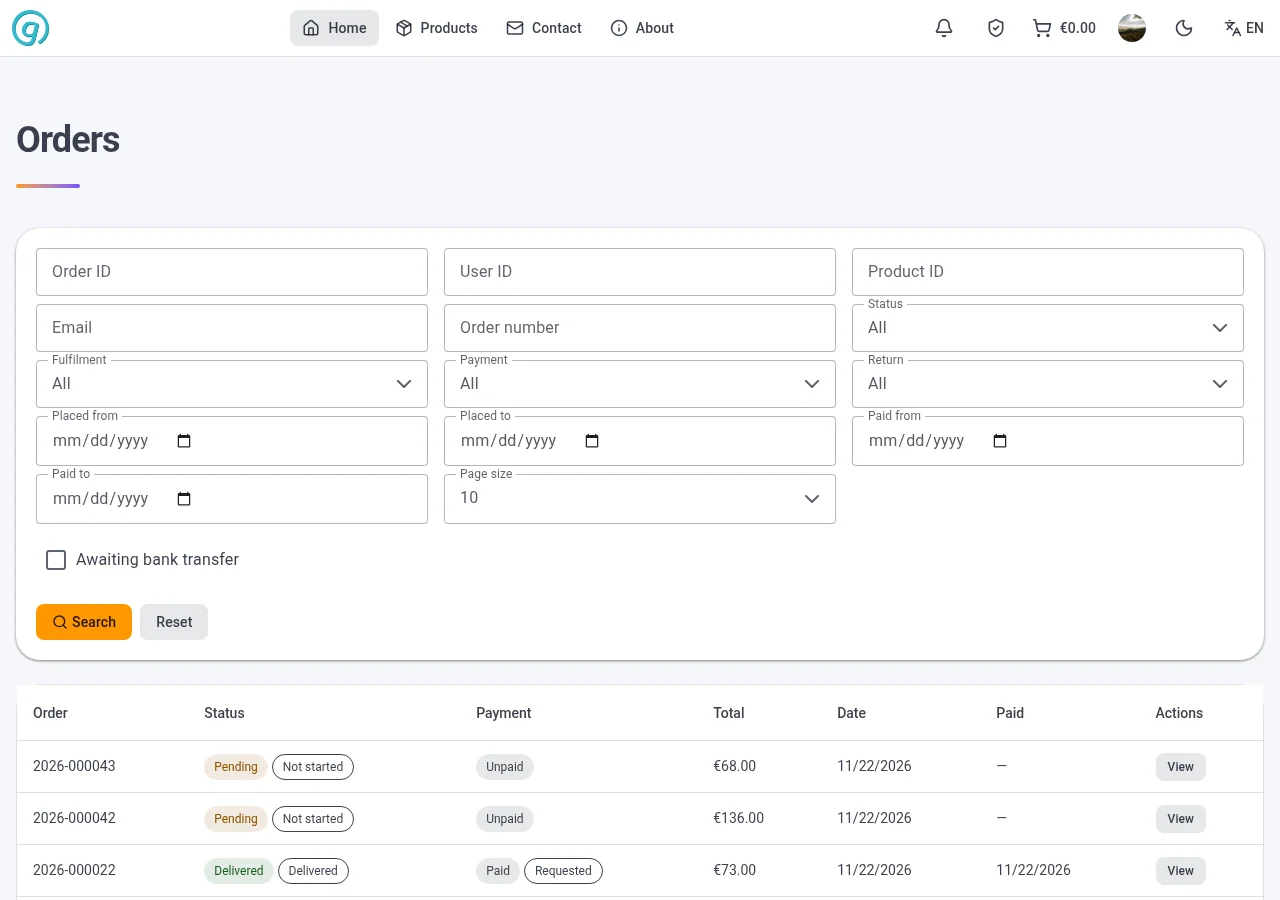 Home Products Contact About €0.00 EN
Orders
Order ID User ID Product ID
Email Order number Status All
Fulfilment All Payment All Return All
Placed from mm/dd/yyyy Placed to mm/dd/yyyy Paid from mm/dd/yyyy
Paid to mm/dd/yyyy Page size 10
Awaiting bank transfer
Search Reset
Order Status Payment Total Date Paid Actions
2026-000043 Pending Not started Unpaid €68.00 11/22/2026 — View
2026-000042 Pending Not started Unpaid €136.00 11/22/2026 — View
2026-000022 Delivered Delivered Paid Requested €73.00 11/22/2026 11/22/2026 View